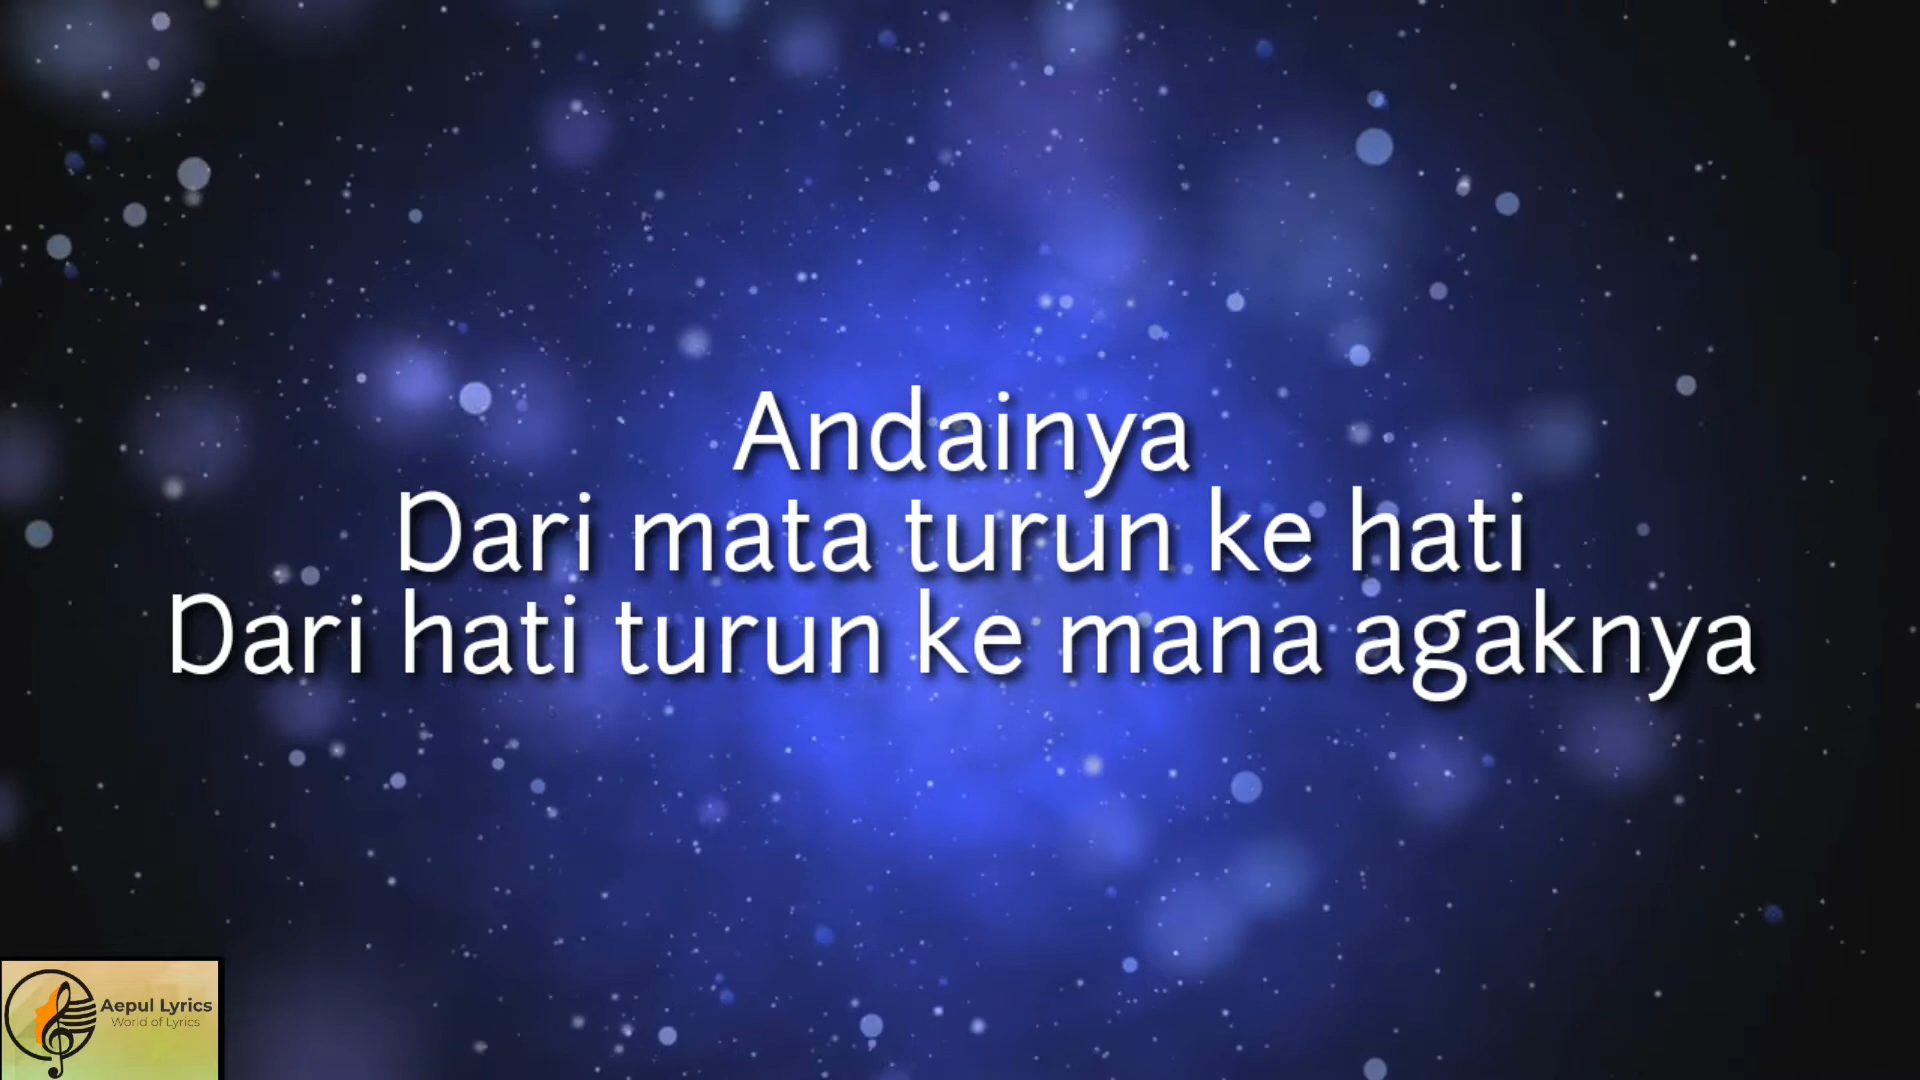 Andainya
Dari mata turun ke hati
Dari hati turun ke mana agaknya
Aepul Lyrics
World of Lyrics